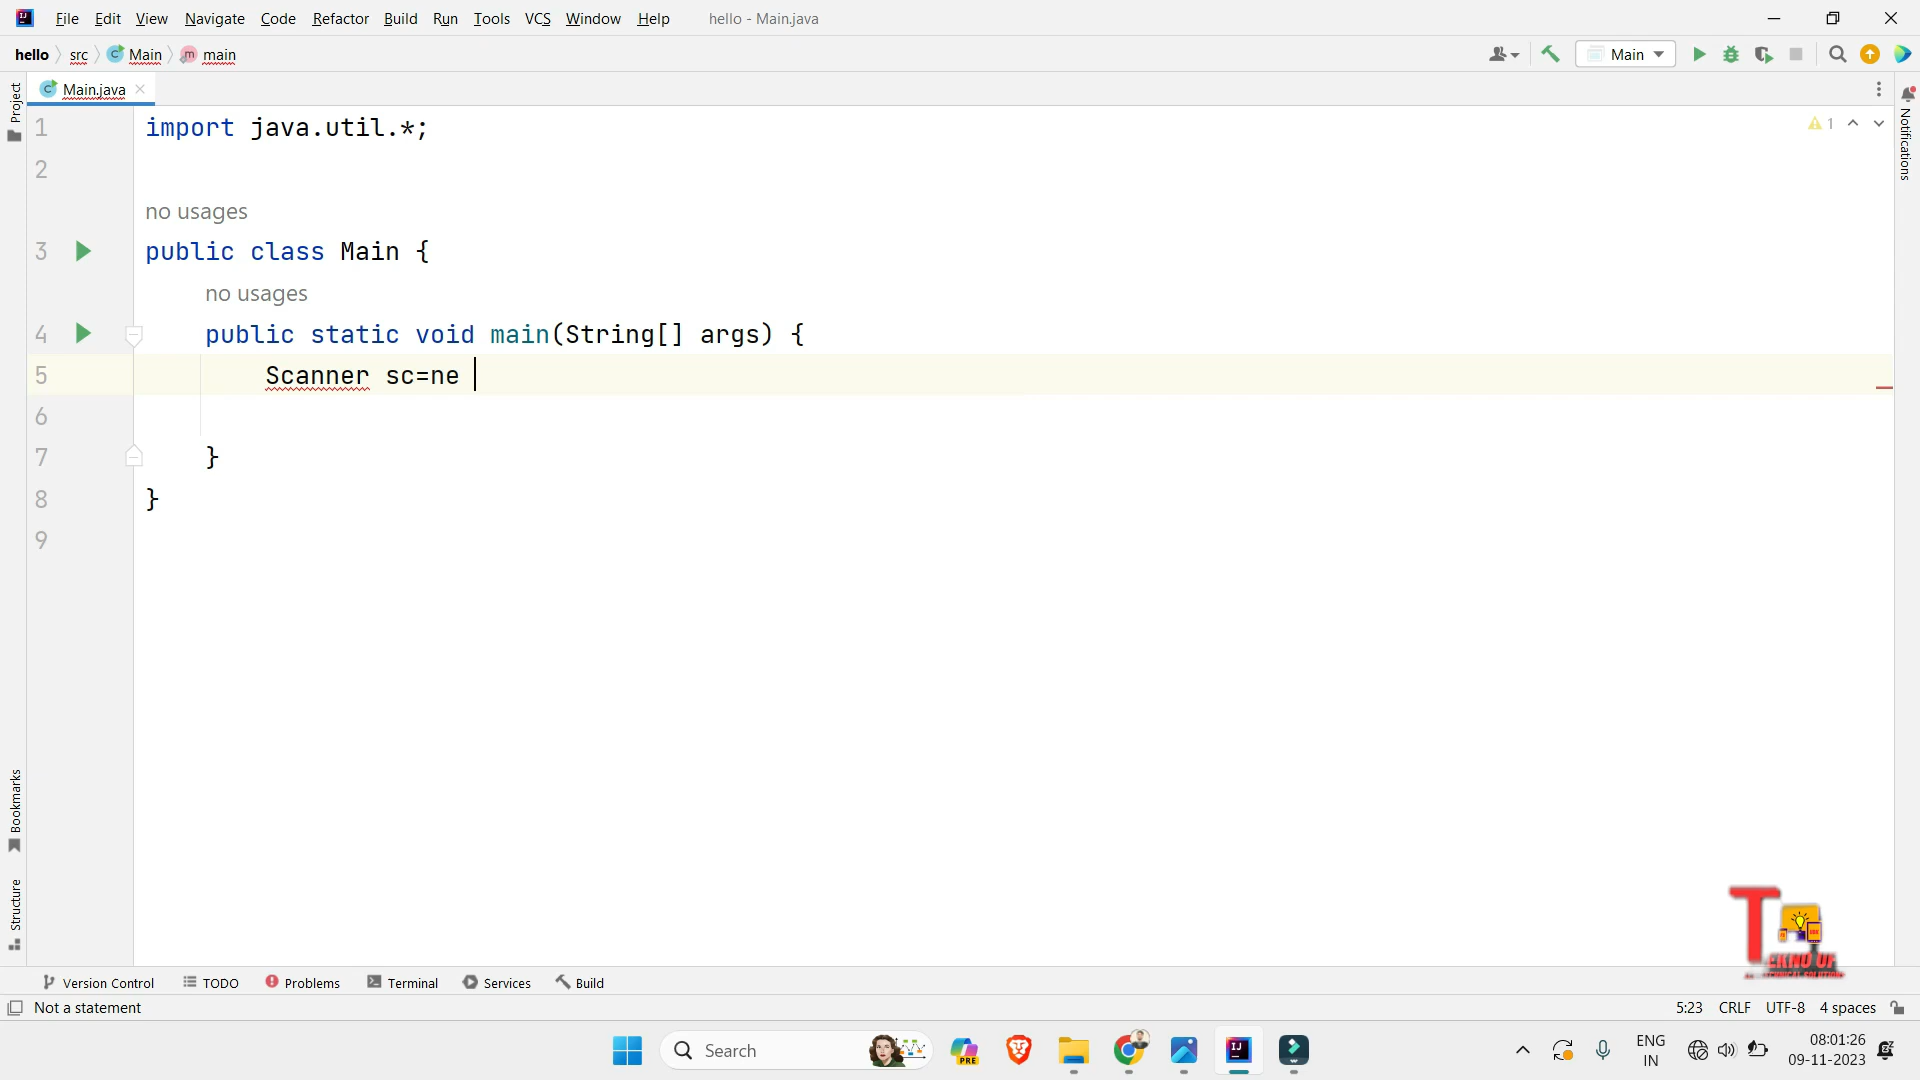 File Edit View Navigate Code Refactor Build Run Tools VCS Window Help hello - Main.java
hello src Main main Main
Project
Main.java
Notifications
1 import java.util.*; 1
2
no usages
3 public class Main {
no usages
4 public static void main(String[] args) {
5 Scanner sc=ne
6
7 }
8 }
9
Bookmarks
Structure
Version Control TODO Problems Terminal Services Build
Not a statement 5:23 CRLF UTF-8 4 spaces
Search PRE ENG
IN
08:01:26
09-11-2023